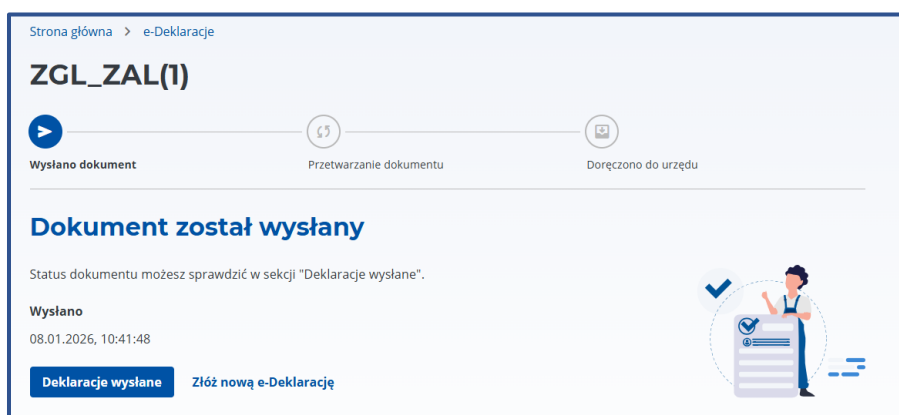 Strona główna > e-Deklaracje
ZGL_ZAL(1)
Wysłano dokument Przetwarzanie dokumentu Doręczono do urzędu
Dokument został wysłany
Status dokumentu możesz sprawdzić w sekcji "Deklaracje wysłane".
Wysłano
08.01.2026, 10:41:48
Deklaracje wysłane Złóż nową e-Deklarację